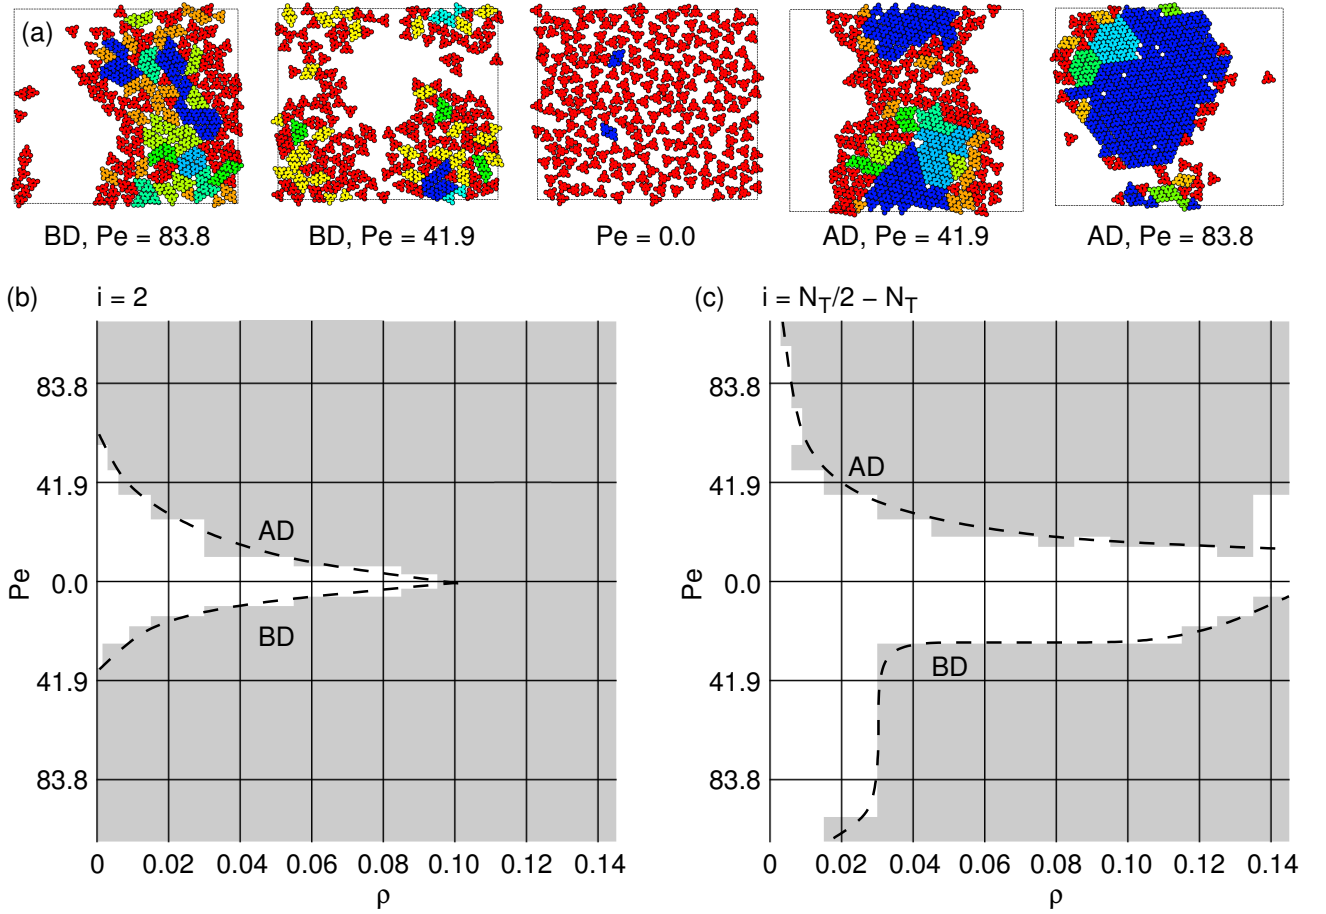 (a)
BD, Pe = 83.8
BD, Pe = 41.9
Pe = 0.0
AD, Pe = 41.9
AD, Pe = 83.8
(b) i = 2
83.8
41.9
0.0
41.9
83.8
Pe
AD
BD
0 0.02 0.04 0.06 0.08 0.10 0.12 0.14
ρ
(c) i = N_T/2 − N_T
83.8
41.9
0.0
41.9
83.8
Pe
AD
BD
0 0.02 0.04 0.06 0.08 0.10 0.12 0.14
ρ